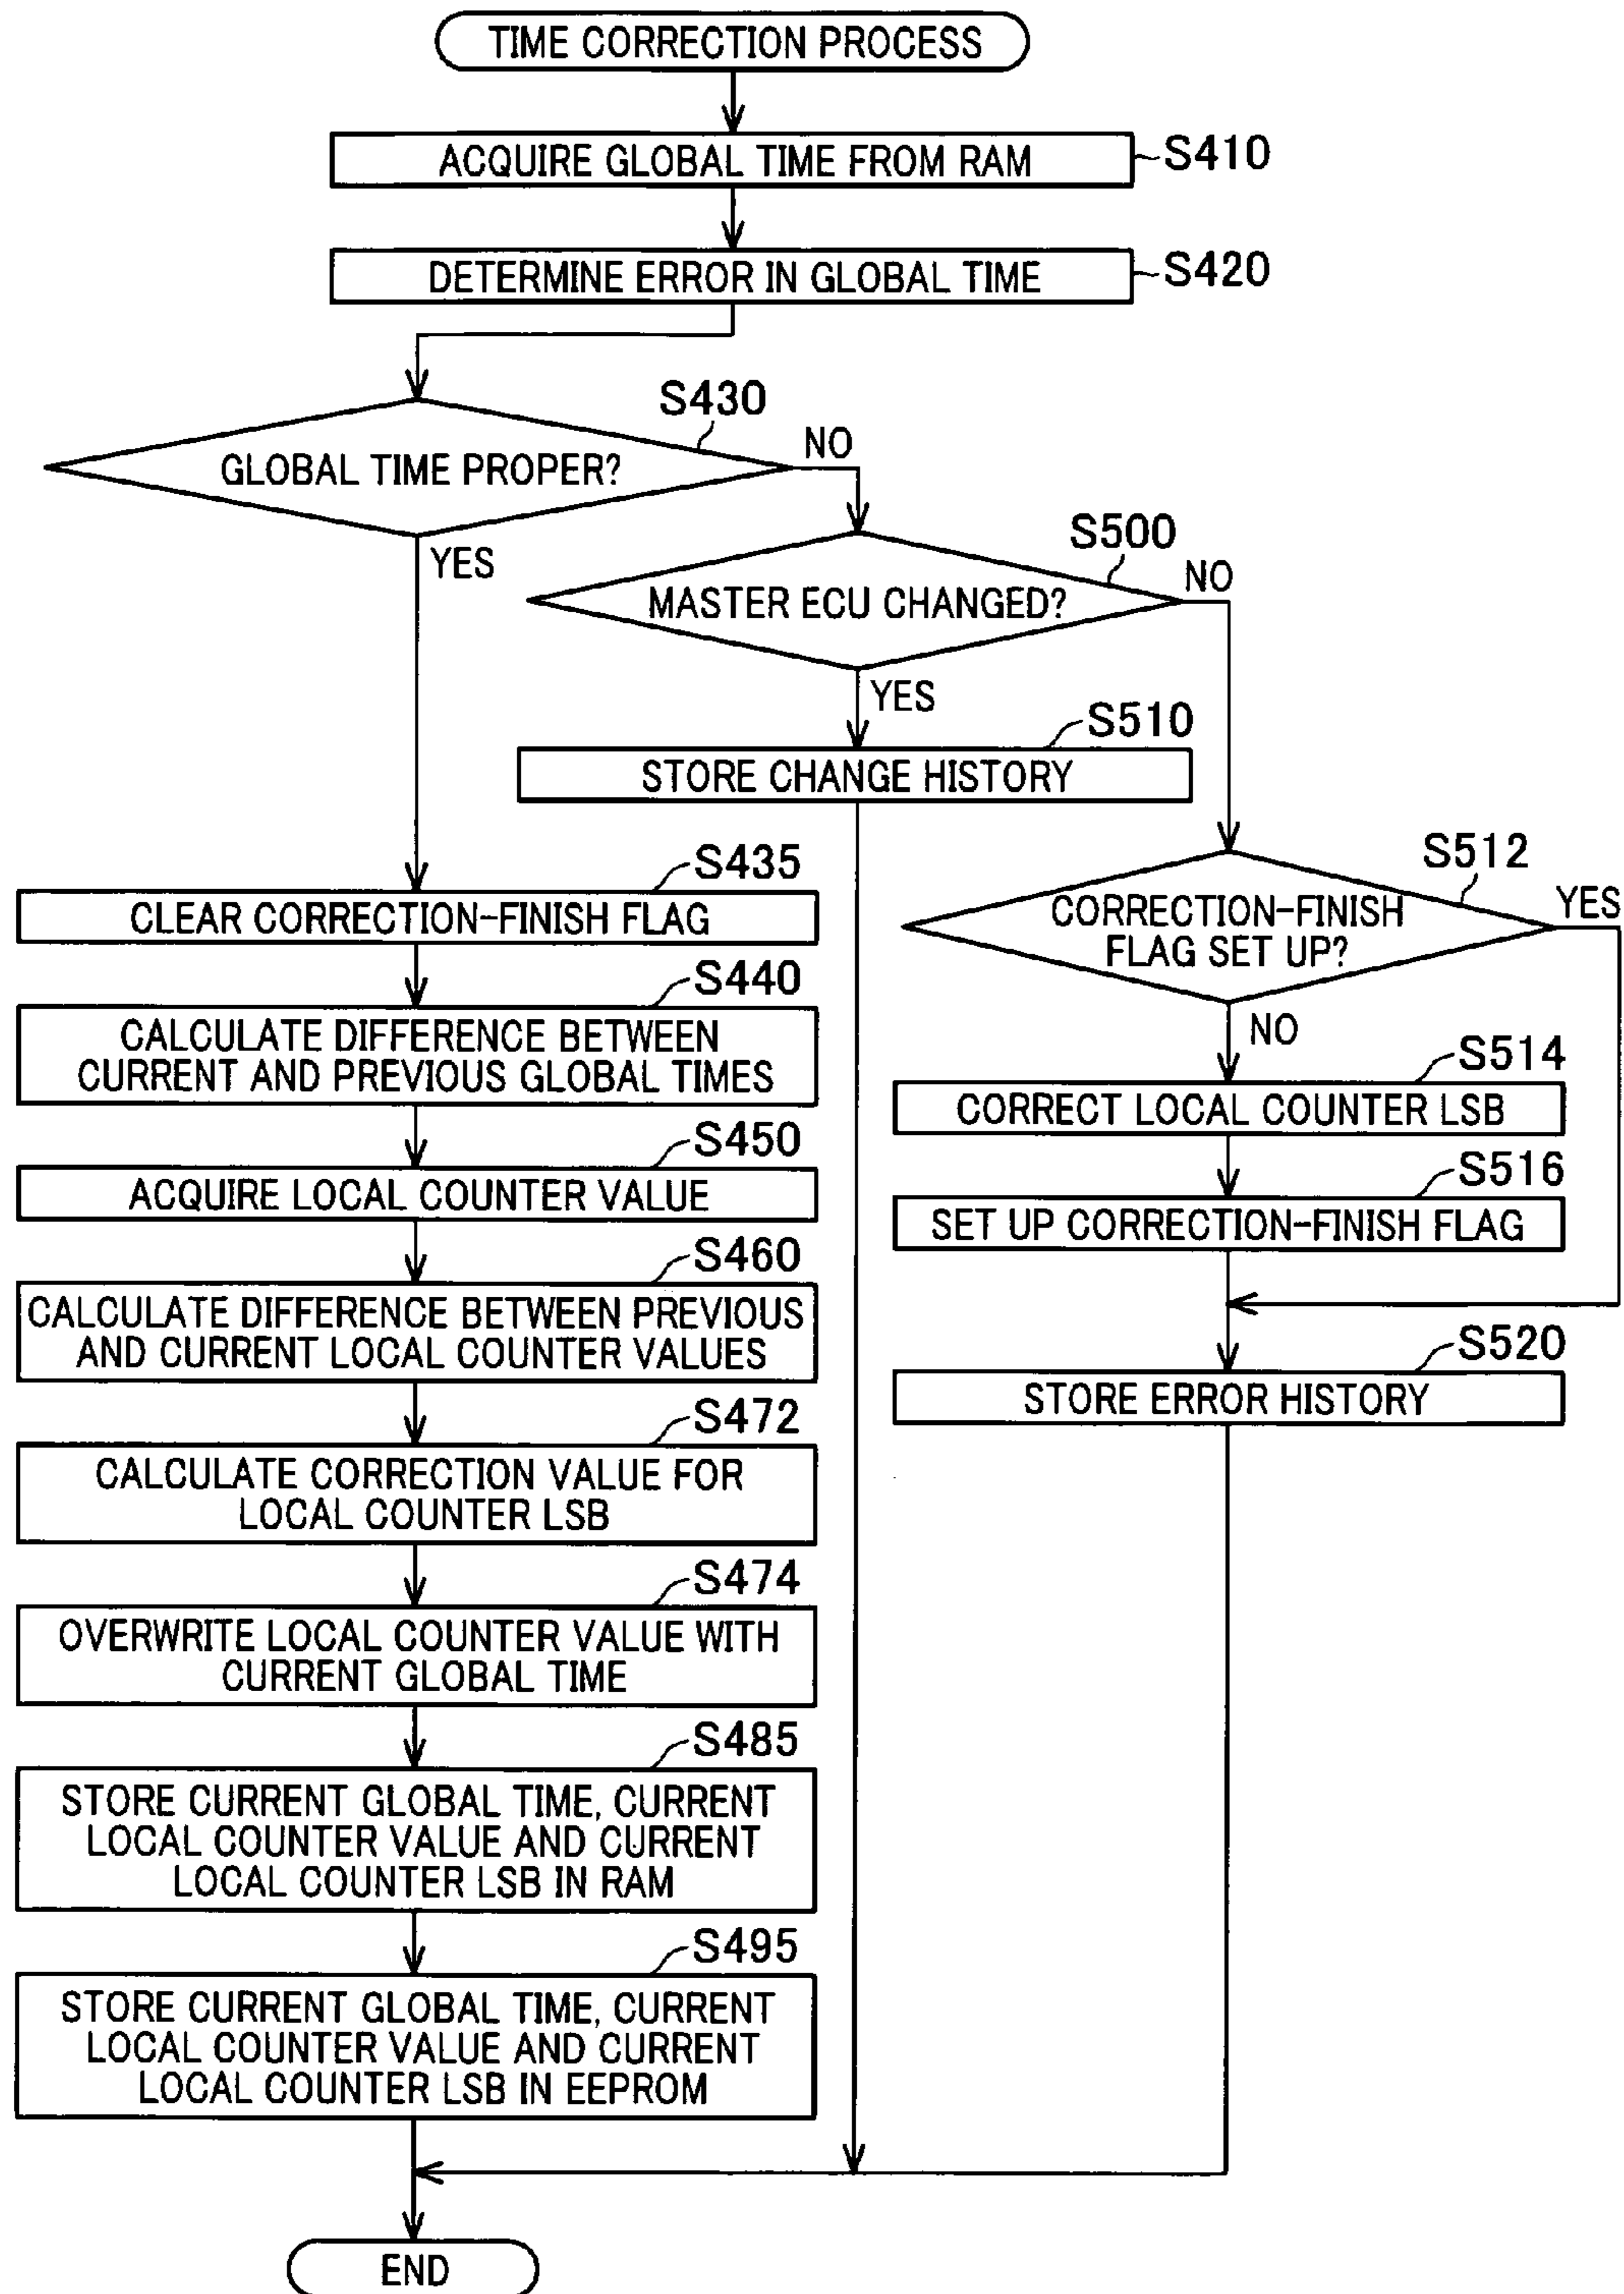 TIME CORRECTION PROCESS
ACQUIRE GLOBAL TIME FROM RAM
S410
DETERMINE ERROR IN GLOBAL TIME
S420
S430
GLOBAL TIME PROPER?
NO
YES
S500
MASTER ECU CHANGED?
NO
YES
S510
STORE CHANGE HISTORY
S435
CLEAR CORRECTION-FINISH FLAG
S512
CORRECTION-FINISH
FLAG SET UP?
YES
NO
S440
CALCULATE DIFFERENCE BETWEEN
CURRENT AND PREVIOUS GLOBAL TIMES
S514
CORRECT LOCAL COUNTER LSB
S450
ACQUIRE LOCAL COUNTER VALUE
S516
SET UP CORRECTION-FINISH FLAG
S460
CALCULATE DIFFERENCE BETWEEN PREVIOUS
AND CURRENT LOCAL COUNTER VALUES
S520
STORE ERROR HISTORY
S472
CALCULATE CORRECTION VALUE FOR
LOCAL COUNTER LSB
S474
OVERWRITE LOCAL COUNTER VALUE WITH
CURRENT GLOBAL TIME
S485
STORE CURRENT GLOBAL TIME, CURRENT
LOCAL COUNTER VALUE AND CURRENT
LOCAL COUNTER LSB IN RAM
S495
STORE CURRENT GLOBAL TIME, CURRENT
LOCAL COUNTER VALUE AND CURRENT
LOCAL COUNTER LSB IN EEPROM
END